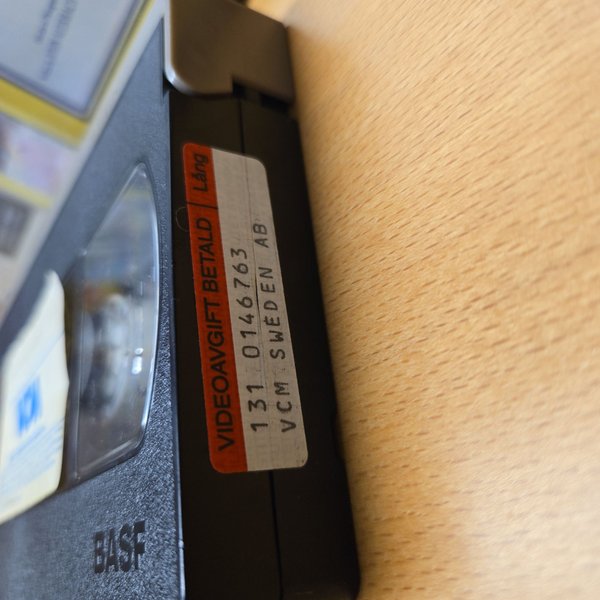 VIDEOAVGIFT BETALD | Lång
131 0146763
VCM SWEDEN AB
BASF